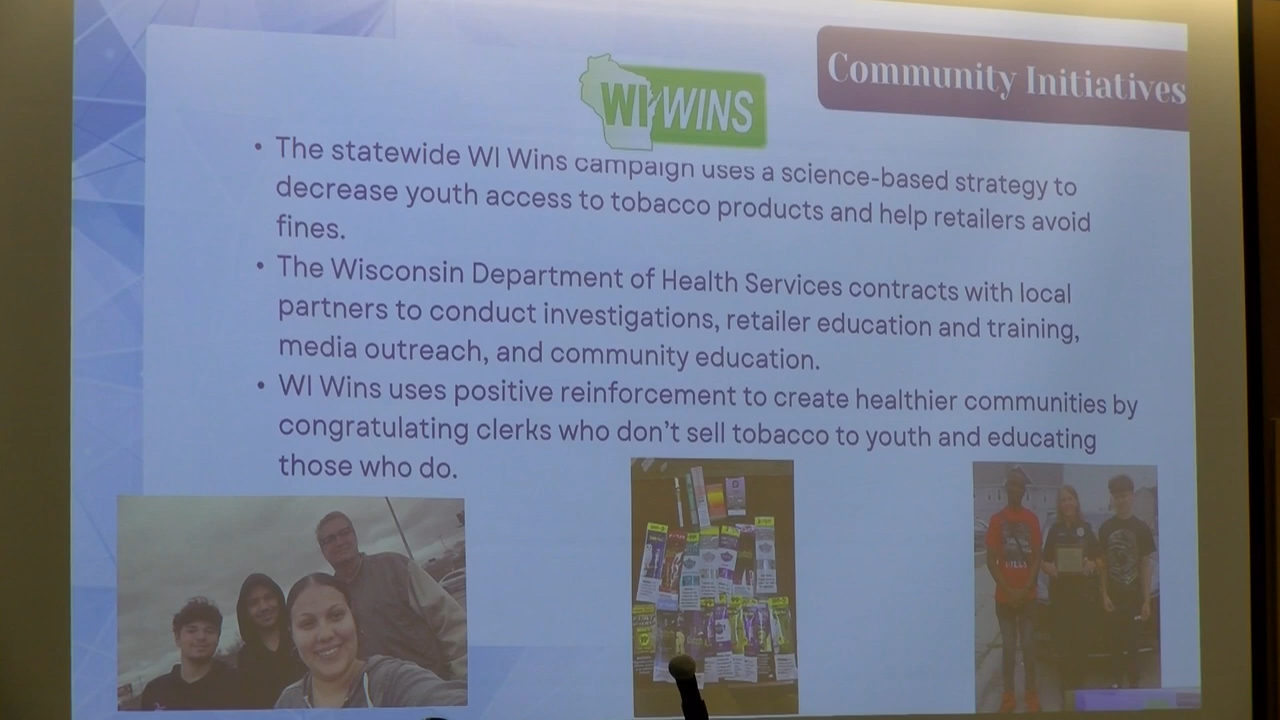 Community Initiatives
WI WINS
• The statewide WI Wins campaign uses a science-based strategy to
decrease youth access to tobacco products and help retailers avoid
fines.
• The Wisconsin Department of Health Services contracts with local
partners to conduct investigations, retailer education and training,
media outreach, and community education.
• WI Wins uses positive reinforcement to create healthier communities by
congratulating clerks who don't sell tobacco to youth and educating
those who do.